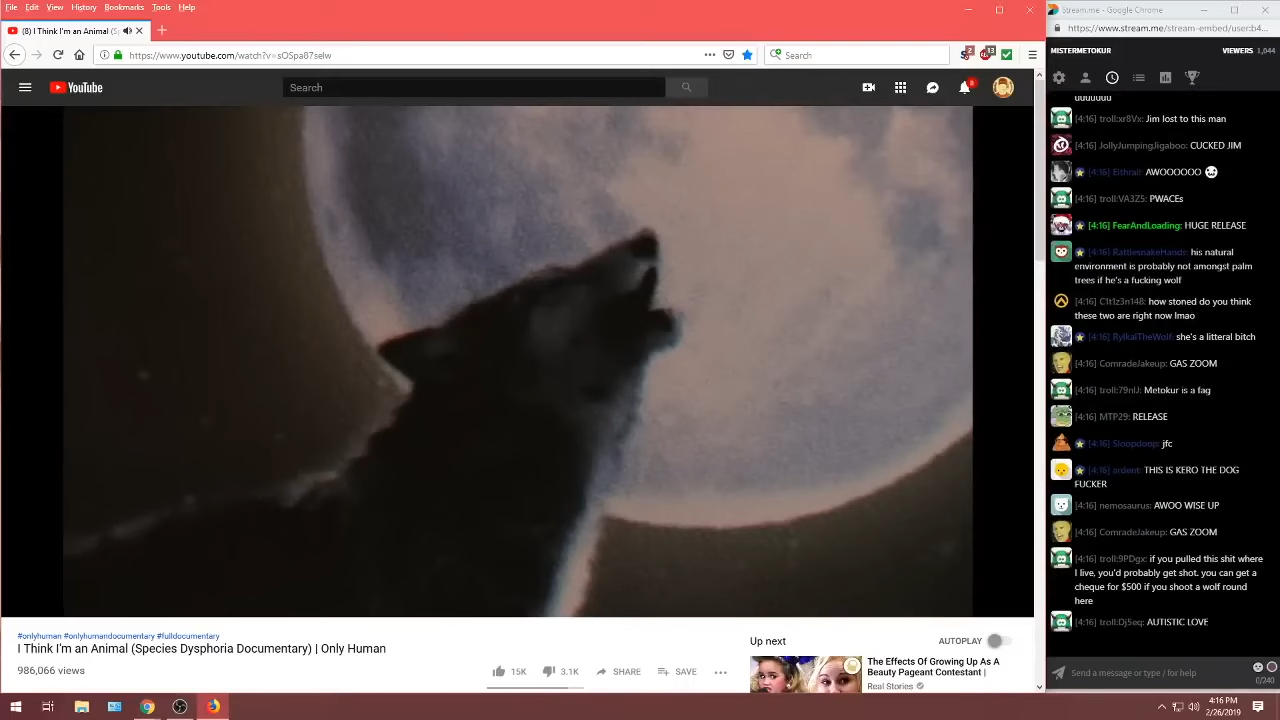 File Edit View History Bookmarks Tools Help
(8) I Think I'm an Animal (Sp
https://www.youtube.com/watch?v=sOSpa87selw
Search
2
13
YouTube
Search
8
#onlyhuman #onlyhumandocumentary #fulldocumentary
I Think I'm an Animal (Species Dysphoria Documentary) | Only Human
986,066 views
15K
3.1K
SHARE
SAVE
Up next
AUTOPLAY
The Effects Of Growing Up As A
Beauty Pageant Contestant |
Real Stories
Stream.me - Google Chrome
https://www.stream.me/stream-embed/user:b4...
MISTERMETOKUR
VIEWERS 1,044
uuuuuuu
[4:16] troll:xr8Vx: Jim lost to this man
[4:16] JollyJumpingJigaboo: CUCKED JIM
[4:16] Eithrail: AWOOOOOO
[4:16] troll:VA3Z5: PWACEs
[4:16] FearAndLoading: HUGE RELEASE
[4:16] RattlesnakeHands: his natural
environment is probably not amongst palm
trees if he's a fucking wolf
[4:16] C1t1z3n148: how stoned do you think
these two are right now lmao
[4:16] RylkaiTheWolf: she's a litteral bitch
[4:16] ComradeJakeup: GAS ZOOM
[4:16] troll:79nIJ: Metokur is a fag
[4:16] MTP29: RELEASE
[4:16] Sloopdoop: jfc
[4:16] ardent: THIS IS KERO THE DOG
FUCKER
[4:16] nemosaurus: AWOO WISE UP
[4:16] ComradeJakeup: GAS ZOOM
[4:16] troll:9PDgx: if you pulled this shit where
I live, you'd probably get shot. you can get a
cheque for $500 if you shoot a wolf round
here
[4:16] troll:Dj5eq: AUTISTIC LOVE
Send a message or type / for help
0/240
4:16 PM
2/26/2019